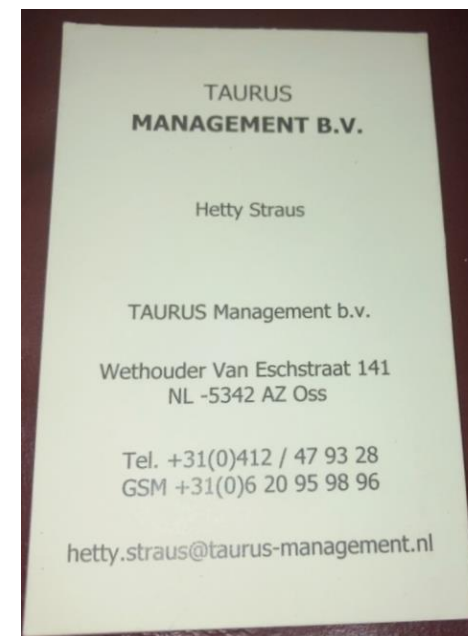 TAURUS
MANAGEMENT B.V.
Hetty Straus
TAURUS Management b.v.
Wethouder Van Eschstraat 141
NL -5342 AZ Oss
Tel. +31(0)412 / 47 93 28
GSM +31(0)6 20 95 98 96
hetty.straus@taurus-management.nl